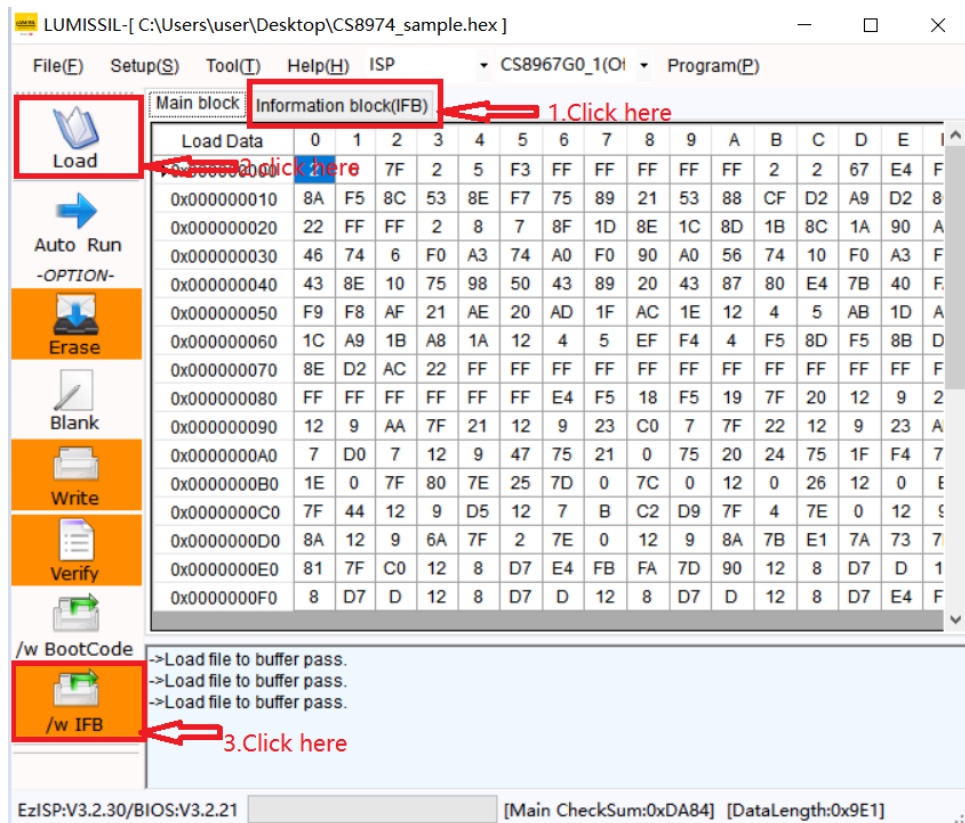 LUMISSIL-[ C:\Users\user\Desktop\CS8974_sample.hex ]
File(F) Setup(S) Tool(T) Help(H) ISP CS8967G0_1(Ot Program(P)
Main block Information block(IFB) 1.Click here
Load 2.click here
Auto Run
-OPTION-
Erase
Blank
Write
Verify
/w BootCode
/w IFB
3.Click here
Load Data 0 1 2 3 4 5 6 7 8 9 A B C D E
0x000000000 2 7F 2 5 F3 FF FF FF FF FF FF 2 2 67 E4 F
0x000000010 8A F5 8C 53 8E F7 75 89 21 53 88 CF D2 A9 D2 8
0x000000020 22 FF FF 2 8 7 8F 1D 8E 1C 8D 1B 8C 1A 90 A
0x000000030 46 74 6 F0 A3 74 A0 F0 90 A0 56 74 10 F0 A3 F
0x000000040 43 8E 10 75 98 50 43 89 20 43 87 80 E4 7B 40 F
0x000000050 F9 F8 AF 21 AE 20 AD 1F AC 1E 12 4 5 AB 1D A
0x000000060 1C A9 1B A8 1A 12 4 5 EF F4 4 F5 8D F5 8B D
0x000000070 8E D2 AC 22 FF FF FF FF FF FF FF FF FF FF FF F
0x000000080 FF FF FF FF FF FF E4 F5 18 F5 19 7F 20 12 9 2
0x000000090 12 9 AA 7F 21 12 9 23 C0 7 7F 22 12 9 23 A
0x0000000A0 7 D0 7 12 9 47 75 21 0 75 20 24 75 1F F4 7
0x0000000B0 1E 0 7F 80 7E 25 7D 0 7C 0 12 0 26 12 0
0x0000000C0 7F 44 12 9 D5 12 7 B C2 D9 7F 4 7E 0 12
0x0000000D0 8A 12 9 6A 7F 2 7E 0 12 9 8A 7B E1 7A 73 7
0x0000000E0 81 7F C0 12 8 D7 E4 FB FA 7D 90 12 8 D7 D 1
0x0000000F0 8 D7 D 12 8 D7 D 12 8 D7 D 12 8 D7 E4 F
->Load file to buffer pass.
->Load file to buffer pass.
->Load file to buffer pass.
EzISP:V3.2.30/BIOS:V3.2.21 [Main CheckSum:0xDA84] [DataLength:0x9E1]